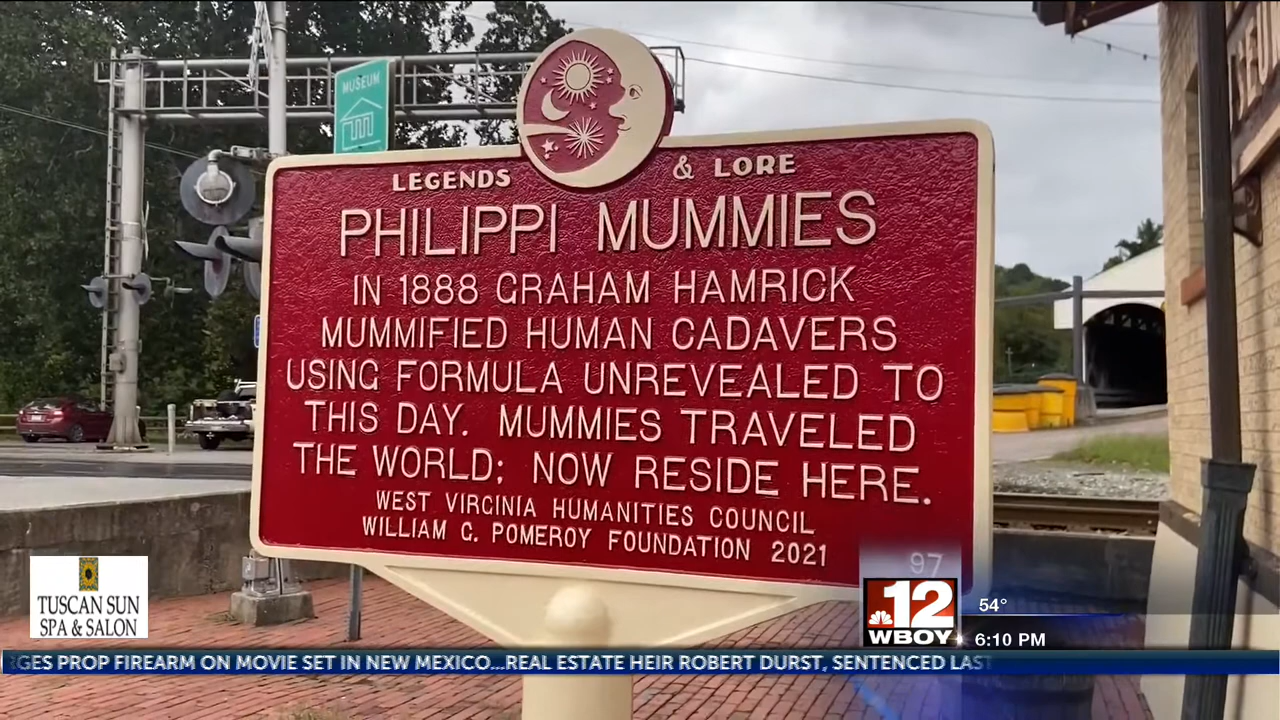 MUSEUM
LEGENDS & LORE
PHILIPPI MUMMIES
IN 1888 GRAHAM HAMRICK
MUMMIFIED HUMAN CADAVERS
USING FORMULA UNREVEALED TO
THIS DAY. MUMMIES TRAVELED
THE WORLD; NOW RESIDE HERE.
WEST VIRGINIA HUMANITIES COUNCIL
WILLIAM G. POMEROY FOUNDATION 2021
97
TUSCAN SUN
SPA & SALON
12
WBOY
54°
6:10 PM
RGES PROP FIREARM ON MOVIE SET IN NEW MEXICO...REAL ESTATE HEIR ROBERT DURST, SENTENCED LAST